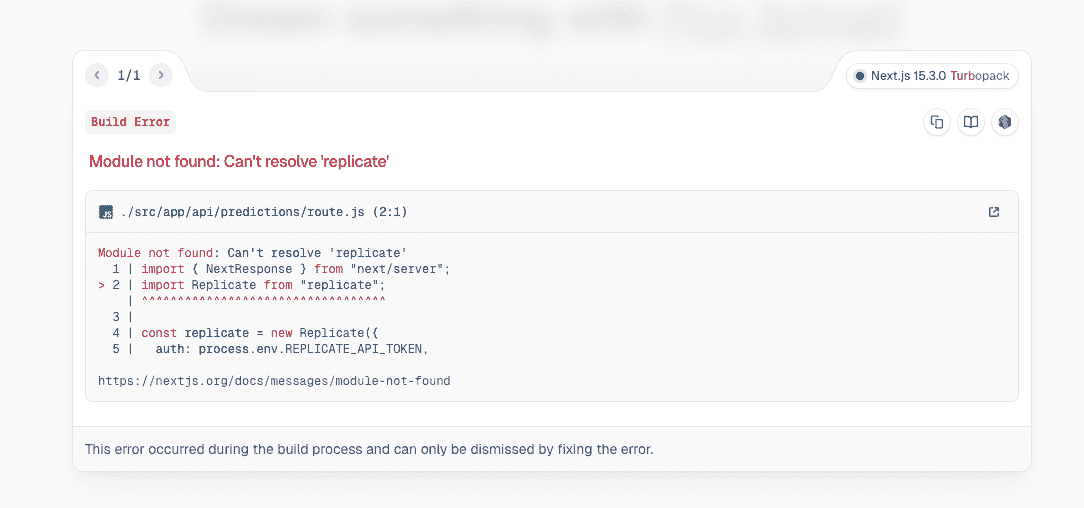 Dream something with
1/1
Next.js 15.3.0 Turbopack
Build Error
Module not found: Can't resolve 'replicate'
JS ./src/app/api/predictions/route.js (2:1)
Module not found: Can't resolve 'replicate'
1 | import { NextResponse } from "next/server";
> 2 | import Replicate from "replicate";
| ^^^^^^^^^^^^^^^^^^^^^^^^^^^^^^^^^^
3 |
4 | const replicate = new Replicate({
5 |   auth: process.env.REPLICATE_API_TOKEN,
https://nextjs.org/docs/messages/module-not-found
This error occurred during the build process and can only be dismissed by fixing the error.